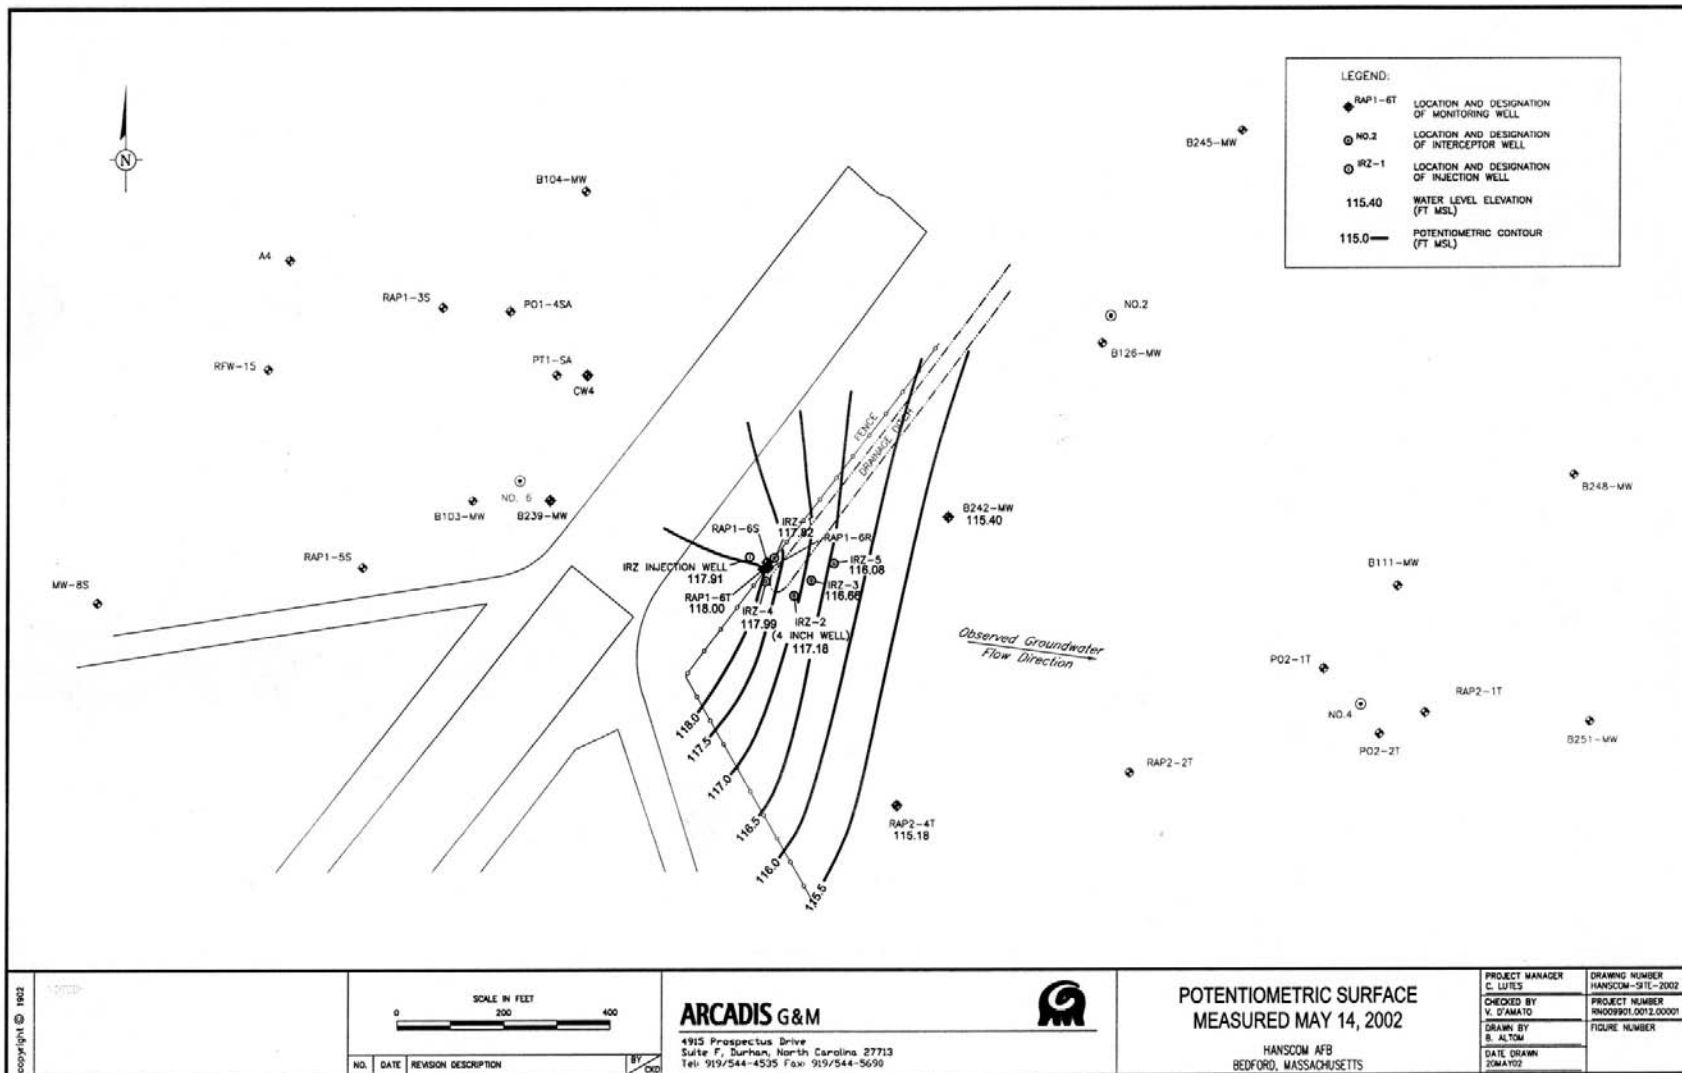 LEGEND:
RAP1-6T LOCATION AND DESIGNATION
OF MONITORING WELL
NO.2 LOCATION AND DESIGNATION
OF INTERCEPTOR WELL
IRZ-1 LOCATION AND DESIGNATION
OF INJECTION WELL
115.40 WATER LEVEL ELEVATION
(FT MSL)
115.0 POTENTIOMETRIC CONTOUR
(FT MSL)
N
B245-MW
B104-MW
A4
RAP1-3S
PO1-4SA
NO.2
B126-MW
RFW-15
PT1-SA
CW4
FENCE
DRAINAGE DITCH
B248-MW
NO. 6
B103-MW
B239-MW
B242-MW
115.40
RAP1-6S
IRZ-1
117.82
RAP1-6R
RAP1-5S
IRZ INJECTION WELL
117.91
IRZ-5
116.08
MW-8S
B111-MW
IRZ-3
116.66
RAP1-6T
118.00
IRZ-4
117.99
IRZ-2
(4 INCH WELL)
117.18
Observed Groundwater
Flow Direction
PO2-1T
RAP2-1T
NO.4
118.0
117.5
117.0
116.5
116.0
115.5
B251-MW
PO2-2T
RAP2-2T
RAP2-4T
115.18
copyright © 1902
SCALE IN FEET
0 200 400
NO. DATE REVISION DESCRIPTION BY CKD
ARCADIS G&M
4915 Prospectus Drive
Suite F, Durham, North Carolina 27713
Tel: 919/544-4535 Fax: 919/544-5690
POTENTIOMETRIC SURFACE
MEASURED MAY 14, 2002
HANSCOM AFB
BEDFORD, MASSACHUSETTS
PROJECT MANAGER
C. LUTES
DRAWING NUMBER
HANSCOM-SITE-2002
CHECKED BY
V. D'AMATO
PROJECT NUMBER
RN009901.0012.00001
DRAWN BY
B. ALTOM
FIGURE NUMBER
DATE DRAWN
20MAY02